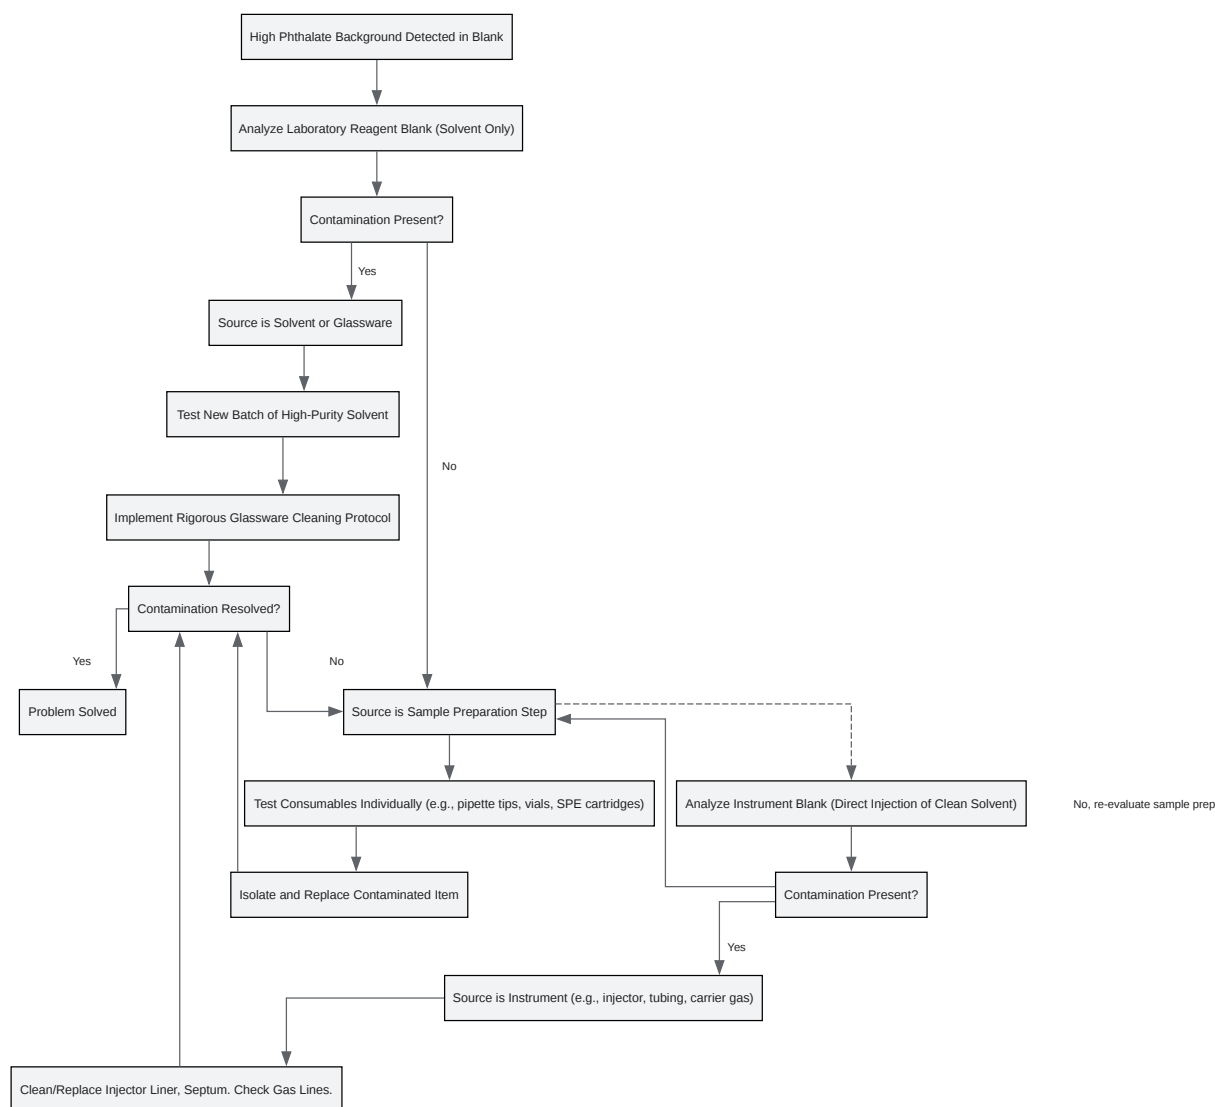 High Phthalate Background Detected in Blank
Analyze Laboratory Reagent Blank (Solvent Only)
Contamination Present?
Yes
Source is Solvent or Glassware
Test New Batch of High-Purity Solvent
No
Implement Rigorous Glassware Cleaning Protocol
Contamination Resolved?
Yes
No
Problem Solved
Source is Sample Preparation Step
Test Consumables Individually (e.g., pipette tips, vials, SPE cartridges)
Analyze Instrument Blank (Direct Injection of Clean Solvent)
No, re-evaluate sample prep
Isolate and Replace Contaminated Item
Contamination Present?
Yes
Source is Instrument (e.g., injector, tubing, carrier gas)
Clean/Replace Injector Liner, Septum. Check Gas Lines.